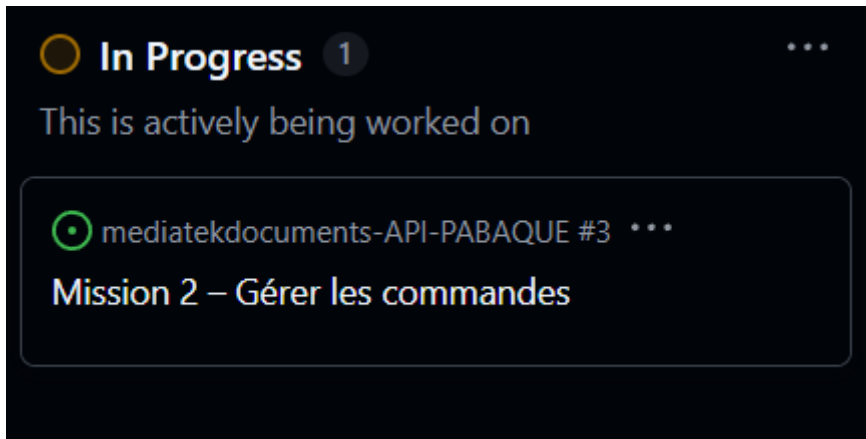 In Progress 1
This is actively being worked on
mediatekdocuments-API-PABAQUE #3
Mission 2 – Gérer les commandes